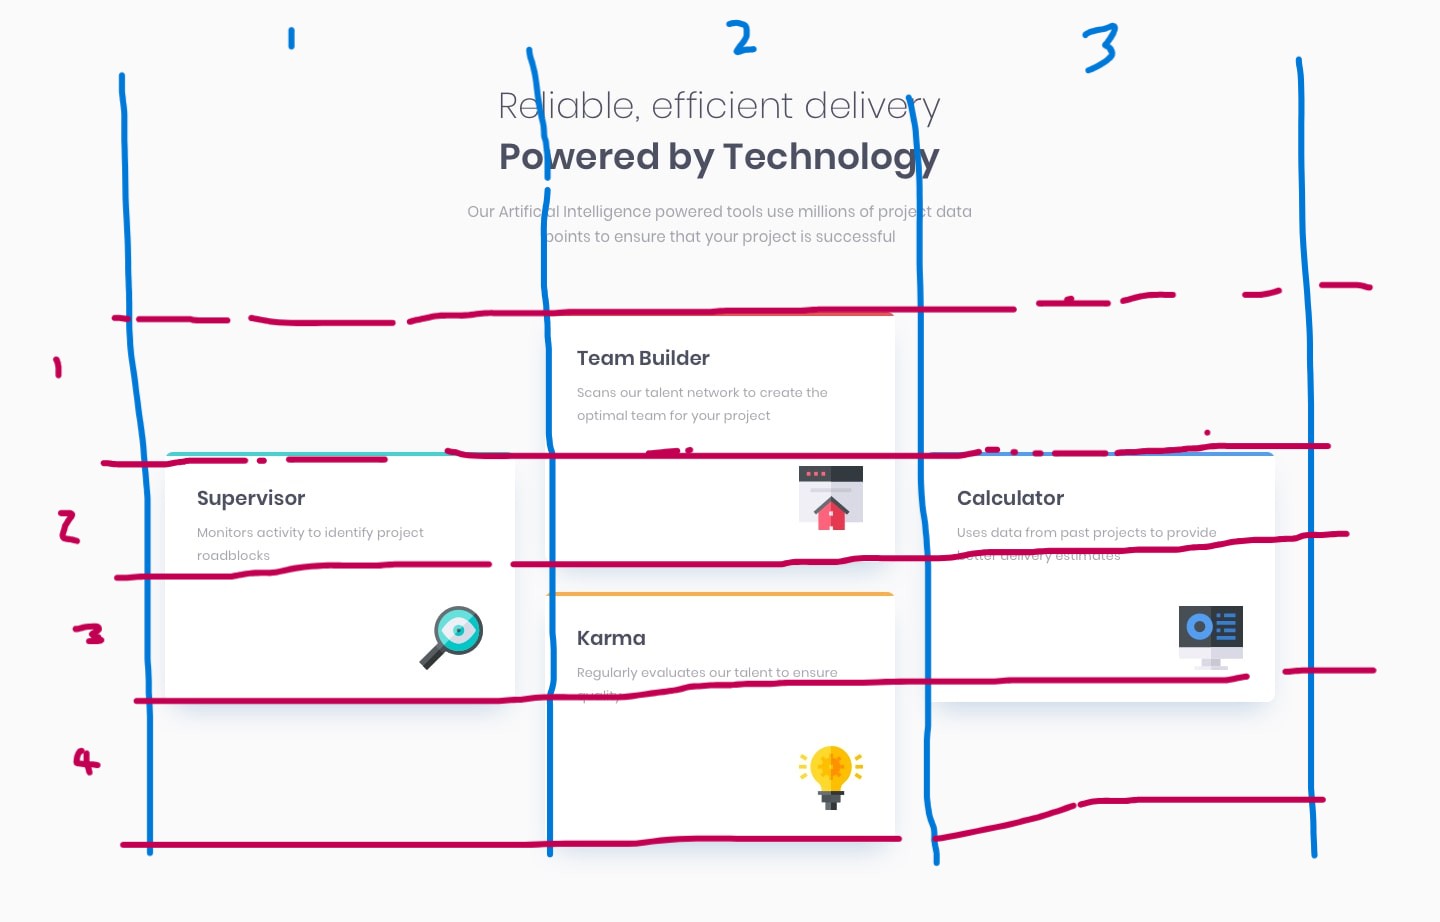 1 2 3
Reliable, efficient delivery
Powered by Technology
Our Artificial Intelligence powered tools use millions of project data
points to ensure that your project is successful
1
Team Builder
Scans our talent network to create the
optimal team for your project
2
Supervisor
Monitors activity to identify project
roadblocks
Calculator
Uses data from past projects to provide
better delivery estimates
3
Karma
Regularly evaluates our talent to ensure
quality
4